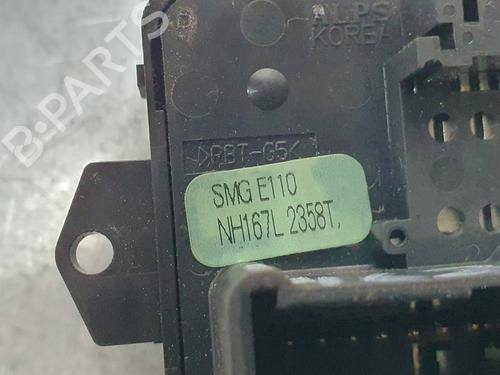 ALPS
KOREA
>PBT-G5<
SMG E110
NH167L 2358T.
B-PARTS